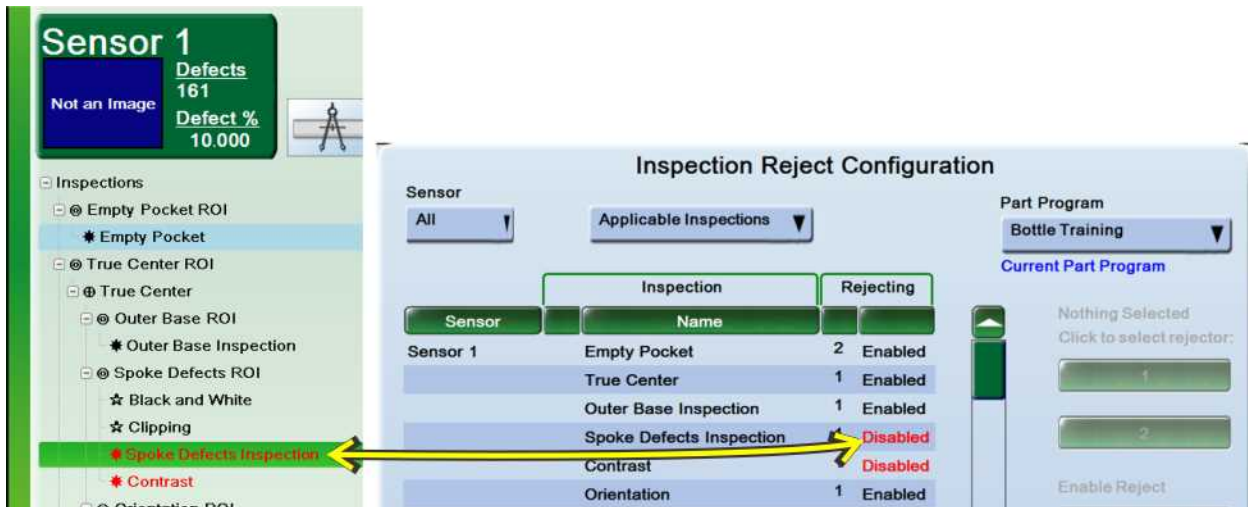 Sensor 1
Not an Image
Defects
161
Defect %
10.000
Inspections
Empty Pocket ROI
Empty Pocket
True Center ROI
True Center
Outer Base ROI
Outer Base Inspection
Spoke Defects ROI
Black and White
Clipping
Spoke Defects Inspection
Contrast
Orientation ROI
Inspection Reject Configuration
Sensor
All
Applicable Inspections
Part Program
Bottle Training
Current Part Program
Inspection Rejecting
Sensor Name
Sensor 1 Empty Pocket 2 Enabled
True Center 1 Enabled
Outer Base Inspection 1 Enabled
Spoke Defects Inspection Disabled
Contrast Disabled
Orientation 1 Enabled
Nothing Selected
Click to select rejector:
1
2
Enable Reject